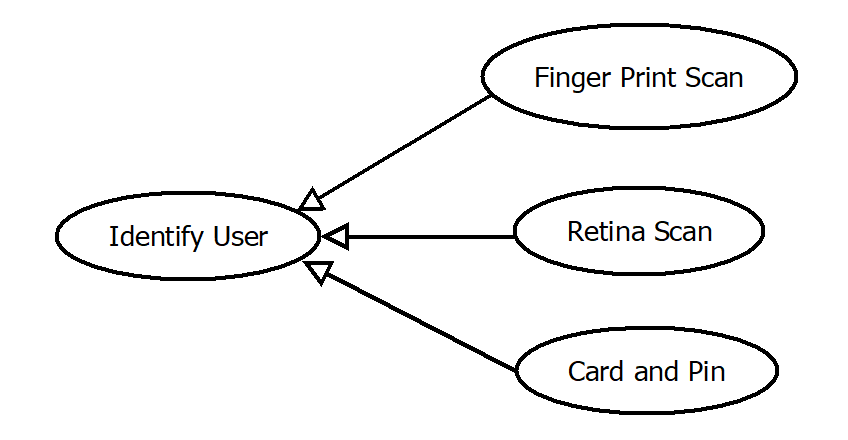 Finger Print Scan
Identify User
Retina Scan
Card and Pin